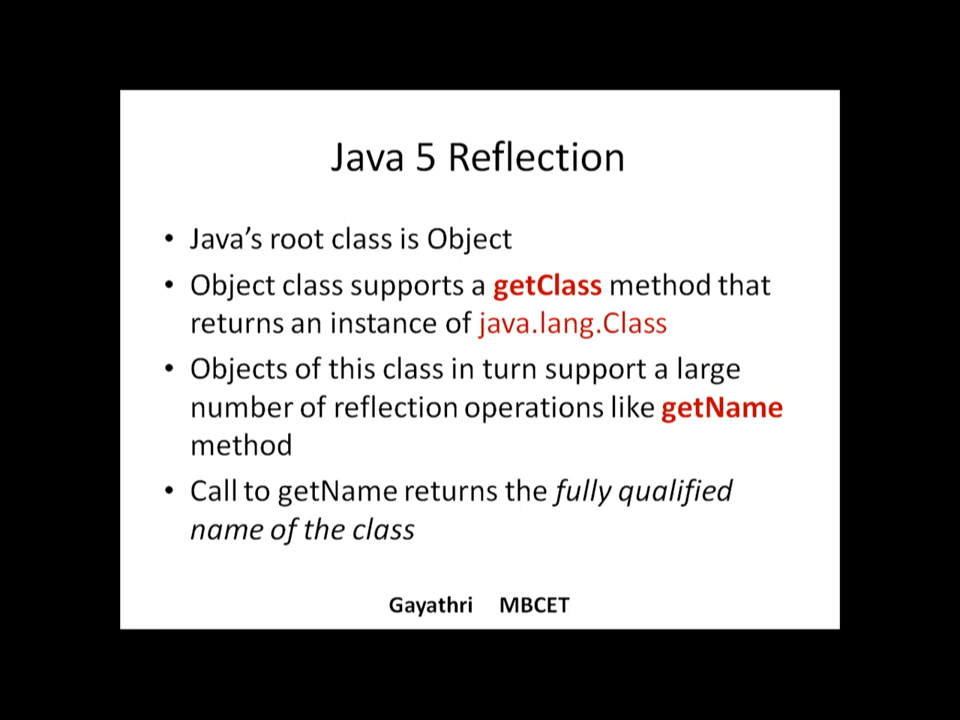 Java 5 Reflection
• Java’s root class is Object
• Object class supports a getClass method that
returns an instance of java.lang.Class
• Objects of this class in turn support a large
number of reflection operations like getName
method
• Call to getName returns the fully qualified
name of the class
Gayathri MBCET